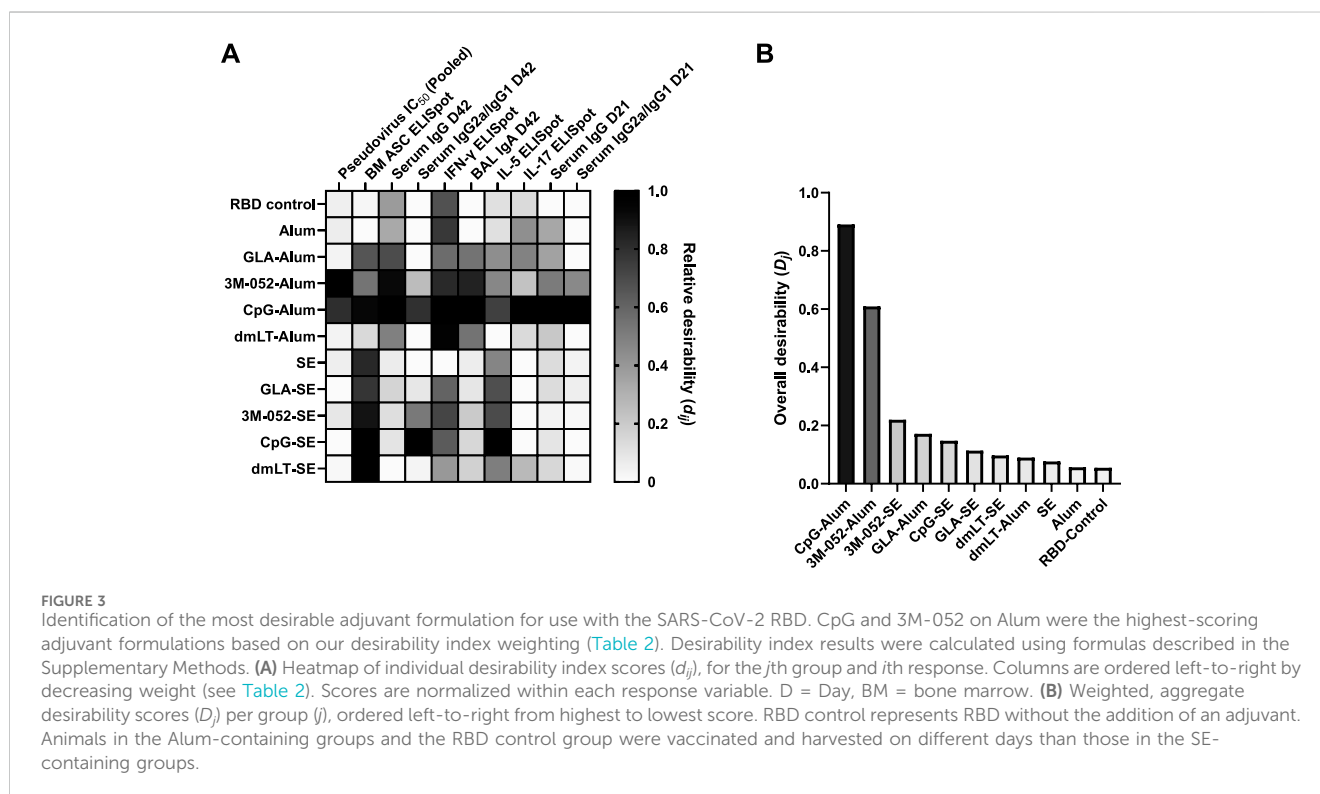 A
B
Pseudovirus IC50 (Pooled)
BM ASC ELISpot
Serum IgG D42
Serum IgG2a/IgG1 D42
IFN-γ ELISpot
BAL IgA D42
IL-5 ELISpot
IL-17 ELISpot
Serum IgG D21
Serum IgG2a/IgG1 D21
RBD control
Alum
GLA-Alum
3M-052-Alum
CpG-Alum
dmLT-Alum
SE
GLA-SE
3M-052-SE
CpG-SE
dmLT-SE
1.0
0.8
0.6
0.4
0.2
0
Relative desirability (dij)
Overall desirability (Dj)
1.0
0.8
0.6
0.4
0.2
0.0
CpG-Alum
3M-052-Alum
3M-052-SE
GLA-Alum
CpG-SE
GLA-SE
dmLT-SE
dmLT-Alum
SE
Alum
RBD-Control
FIGURE 3
Identification of the most desirable adjuvant formulation for use with the SARS-CoV-2 RBD. CpG and 3M-052 on Alum were the highest-scoring
adjuvant formulations based on our desirability index weighting (Table 2). Desirability index results were calculated using formulas described in the
Supplementary Methods. (A) Heatmap of individual desirability index scores (dij), for the jth group and ith response. Columns are ordered left-to-right by
decreasing weight (see Table 2). Scores are normalized within each response variable. D = Day, BM = bone marrow. (B) Weighted, aggregate
desirability scores (Dj) per group (j), ordered left-to-right from highest to lowest score. RBD control represents RBD without the addition of an adjuvant.
Animals in the Alum-containing groups and the RBD control group were vaccinated and harvested on different days than those in the SE-
containing groups.